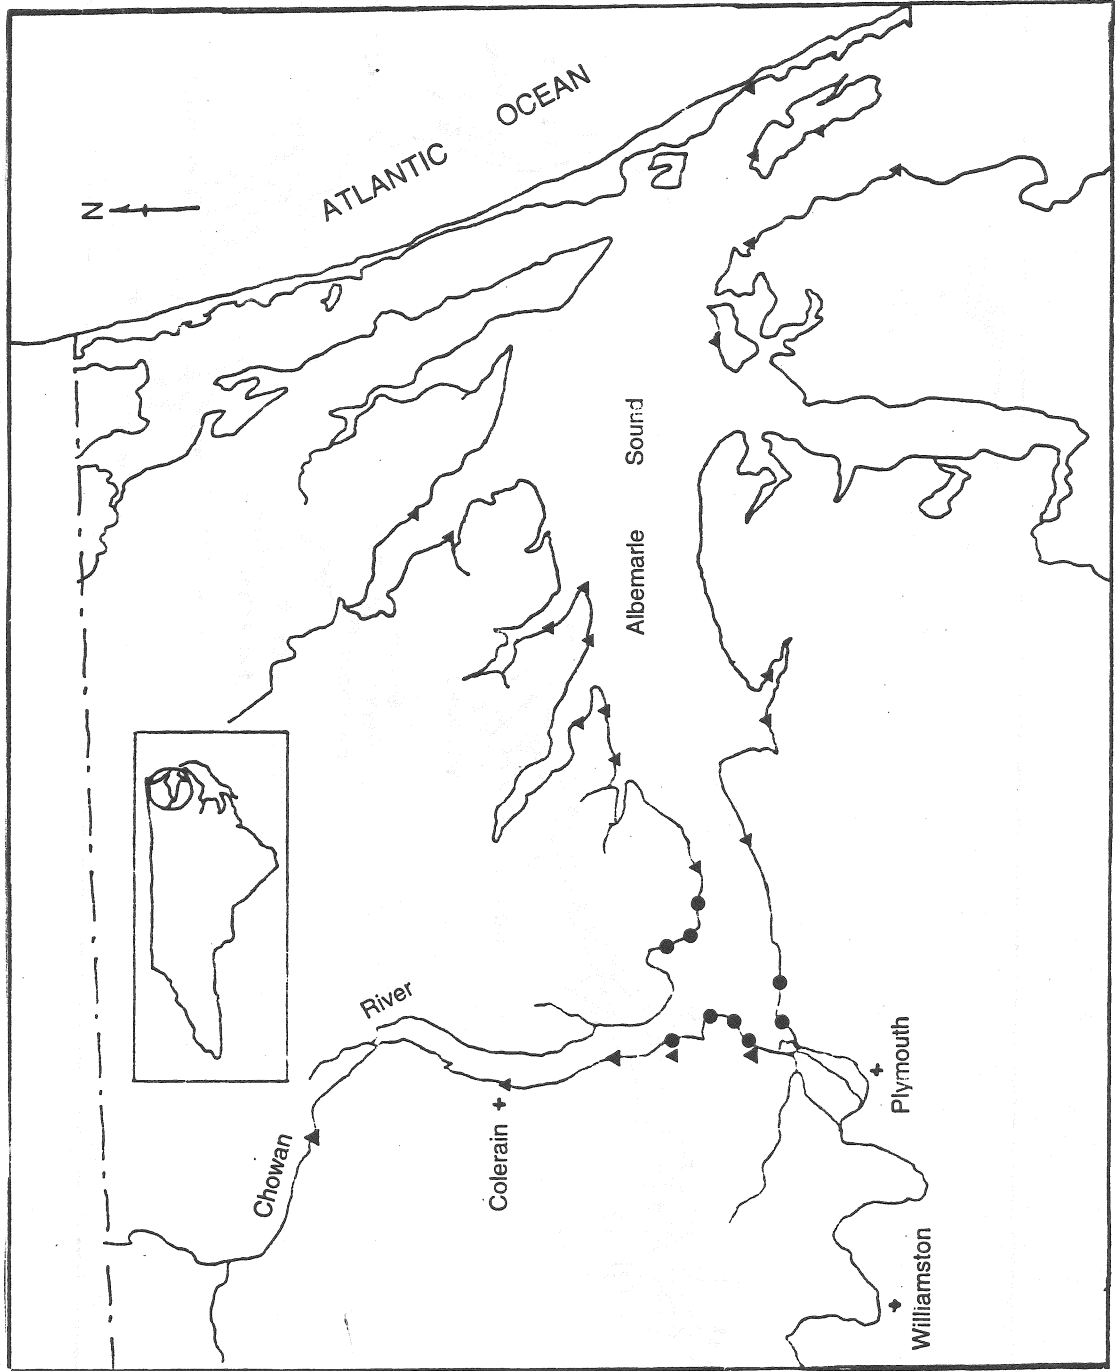 N
ATLANTIC OCEAN
Albemarle Sound
Chowan River
Colerain
Plymouth
Williamston